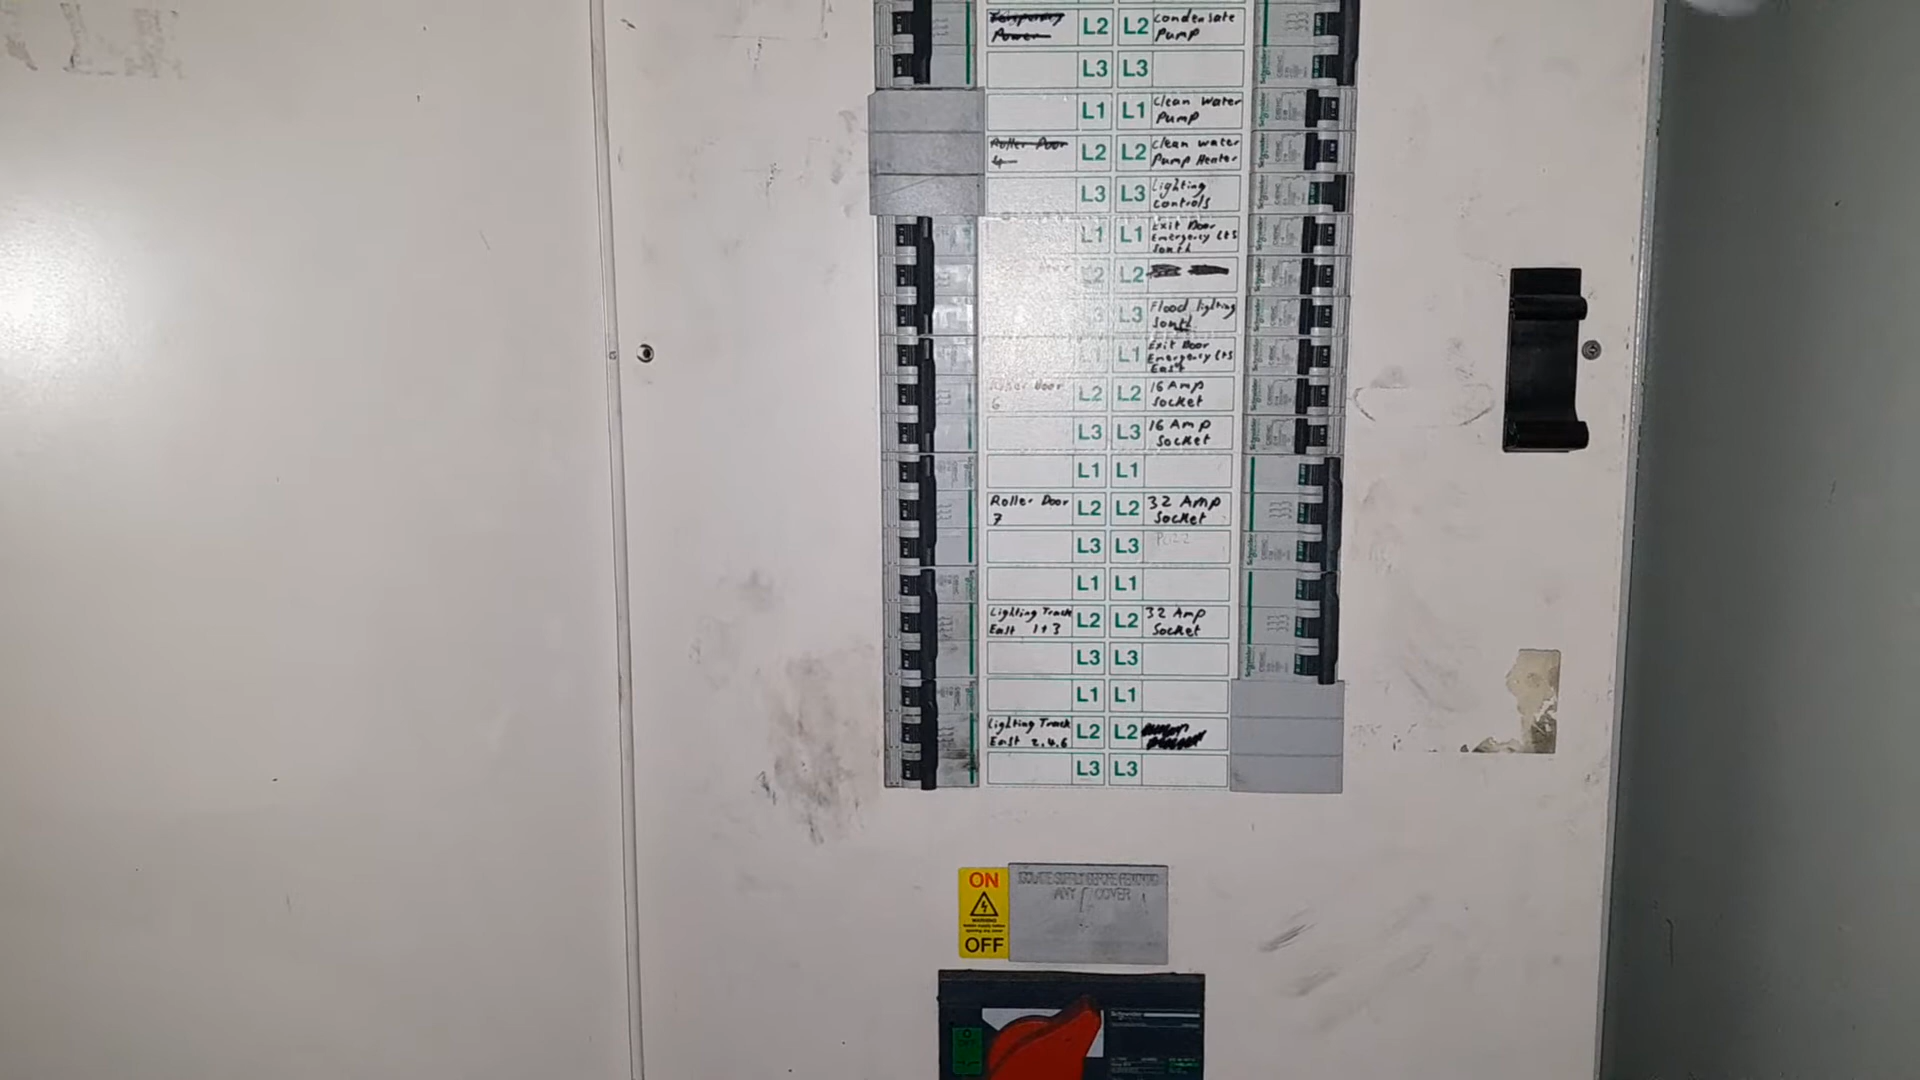 Temporary
Power
L2 L2
Condensate
Pump
L3 L3
L1 L1
Clean Water
Pump
Roller Door
4
L2 L2
Clean Water
Pump Heater
L3 L3
Lighting
Controls
L1 L1
Exit Door
Emergency Lts
South
L2 L2
3 L3
Flood lighting
South
L1 L1
Exit Door
Emergency Lts
East
Roller Door
6
L2 L2
16 Amp
Socket
L3 L3
16 Amp
Socket
L1 L1
Roller Door
7
L2 L2
32 Amp
Socket
L3 L3
L1 L1
Lighting Track
East 1+3
L2 L2
32 Amp
Socket
L3 L3
L1 L1
Lighting Track
East 2.4.6
L2 L2
L3 L3
ON
WARNING
OFF
ISOLATE SUPPLY BEFORE REMOVING
ANY COVER
Schneider